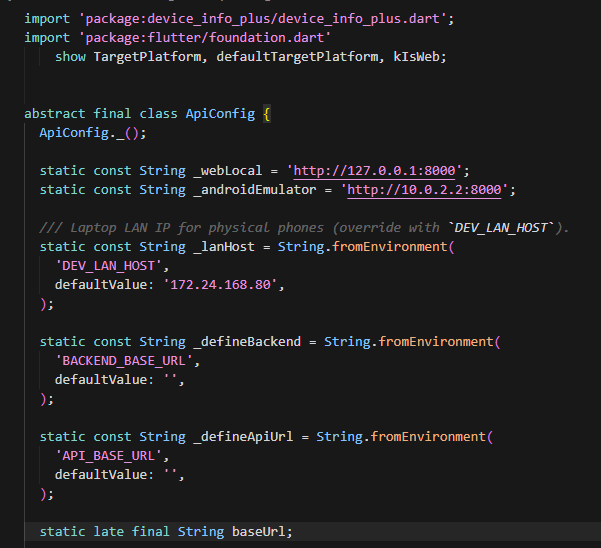 import 'package:device_info_plus/device_info_plus.dart';
import 'package:flutter/foundation.dart'
    show TargetPlatform, defaultTargetPlatform, kIsWeb;
abstract final class ApiConfig {
  ApiConfig._();
  static const String _webLocal = 'http://127.0.0.1:8000';
  static const String _androidEmulator = 'http://10.0.2.2:8000';
  /// Laptop LAN IP for physical phones (override with `DEV_LAN_HOST`).
  static const String _lanHost = String.fromEnvironment(
    'DEV_LAN_HOST',
    defaultValue: '172.24.168.80',
  );
  static const String _defineBackend = String.fromEnvironment(
    'BACKEND_BASE_URL',
    defaultValue: '',
  );
  static const String _defineApiUrl = String.fromEnvironment(
    'API_BASE_URL',
    defaultValue: '',
  );
  static late final String baseUrl;